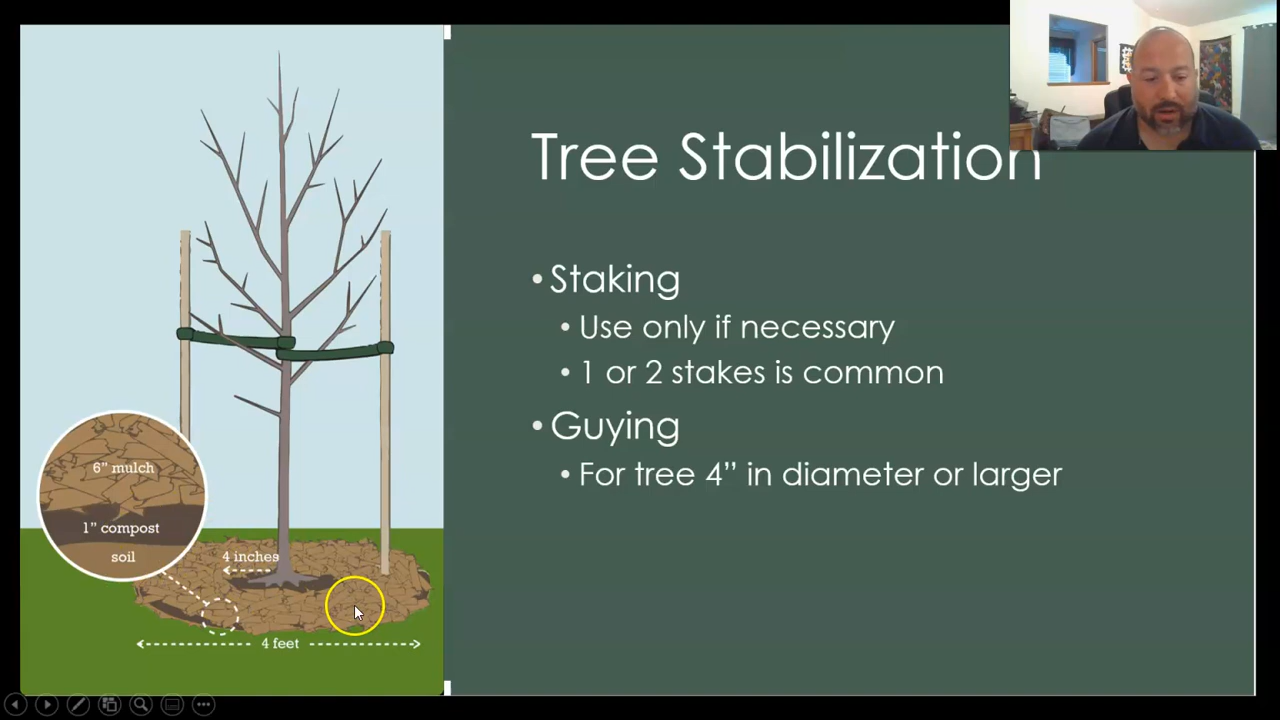 Tree Stabilization
• Staking
• Use only if necessary
• 1 or 2 stakes is common
• Guying
• For tree 4” in diameter or larger
6” mulch
1” compost
soil
4 inches
4 feet